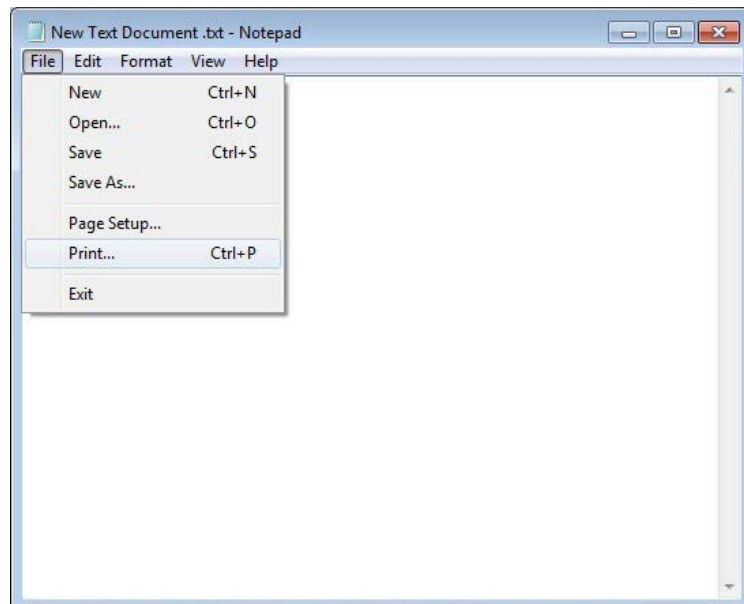 New Text Document .txt - Notepad
File Edit Format View Help
New Ctrl+N
Open... Ctrl+O
Save Ctrl+S
Save As...
Page Setup...
Print... Ctrl+P
Exit